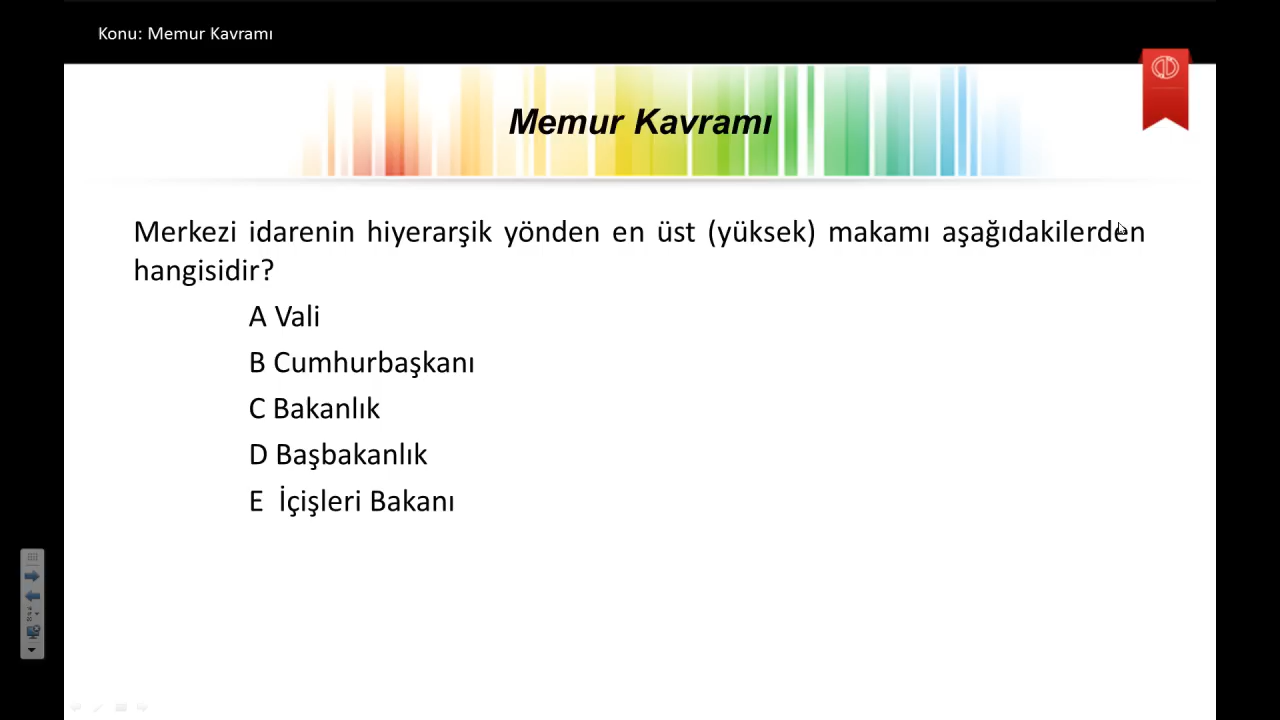 Konu: Memur Kavramı
Memur Kavramı
Merkezi idarenin hiyerarşik yönden en üst (yüksek) makamı aşağıdakilerden
hangisidir?
A Vali
B Cumhurbaşkanı
C Bakanlık
D Başbakanlık
E İçişleri Bakanı